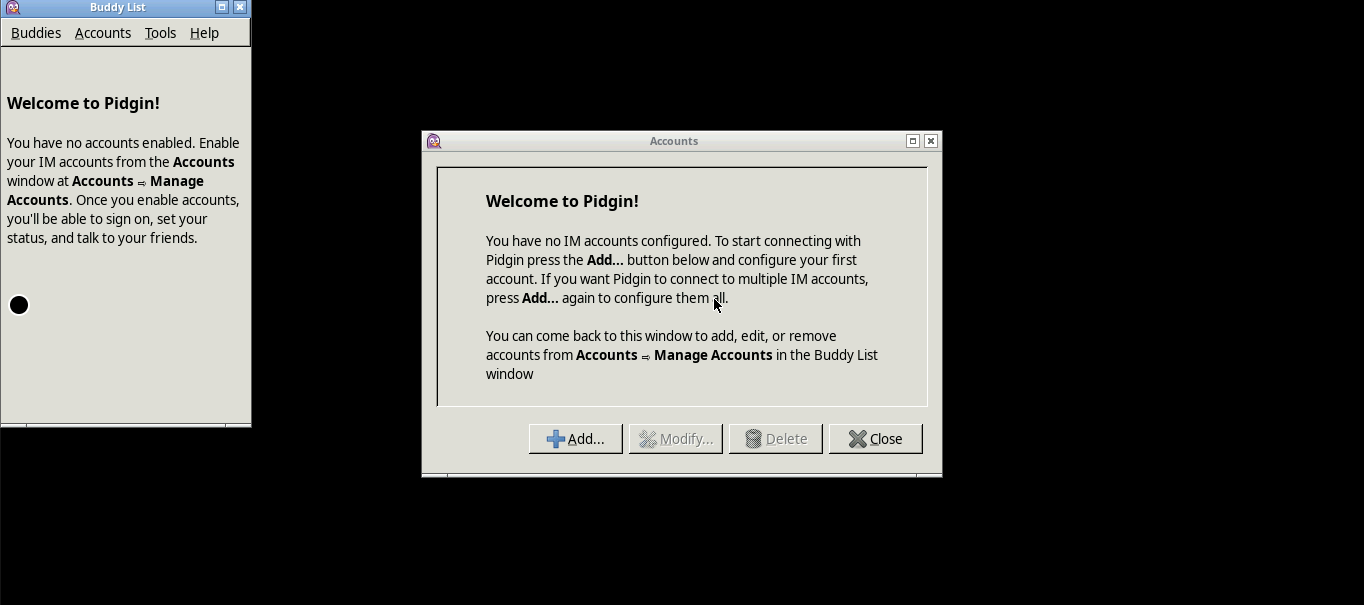 Buddy List
Buddies Accounts Tools Help
Welcome to Pidgin!
You have no accounts enabled. Enable
your IM accounts from the Accounts
window at Accounts ⇨ Manage
Accounts. Once you enable accounts,
you'll be able to sign on, set your
status, and talk to your friends.
Accounts
Welcome to Pidgin!
You have no IM accounts configured. To start connecting with
Pidgin press the Add... button below and configure your first
account. If you want Pidgin to connect to multiple IM accounts,
press Add... again to configure them all.
You can come back to this window to add, edit, or remove
accounts from Accounts ⇨ Manage Accounts in the Buddy List
window
Add... Modify... Delete Close